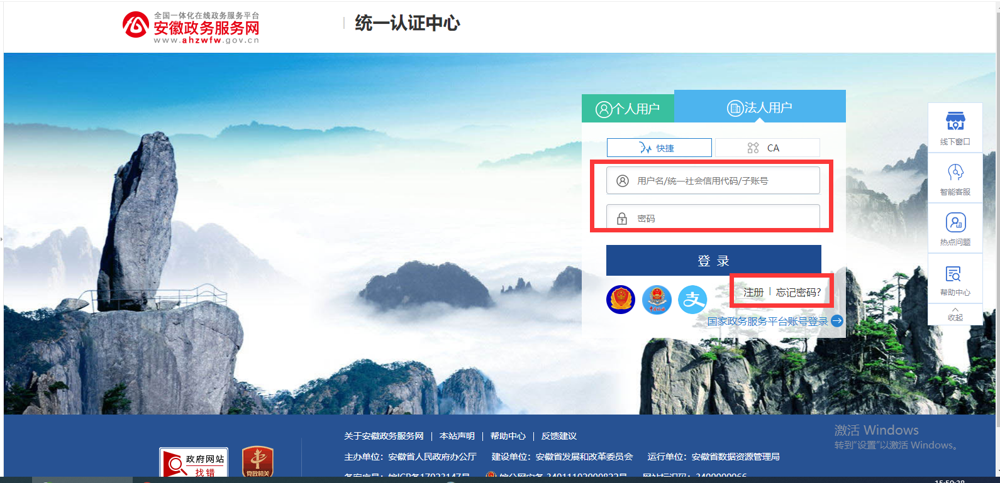 全国一体化在线政务服务平台
安徽政务服务网
www.ahzwfw.gov.cn
统一认证中心
个人用户
法人用户
快捷
CA
用户名/统一社会信用代码/子账号
密码
登 录
注册 | 忘记密码?
国家政务服务平台账号登录
线下窗口
智能客服
热点问题
帮助中心
收起
关于安徽政务服务网 | 本站声明 | 帮助中心 | 反馈建议
主办单位：安徽省人民政府办公厅 建设单位：安徽省发展和改革委员会 运行单位：安徽省数据资源管理局
政府网站
找错
党政机关
激活 Windows
转到"设置"以激活 Windows。